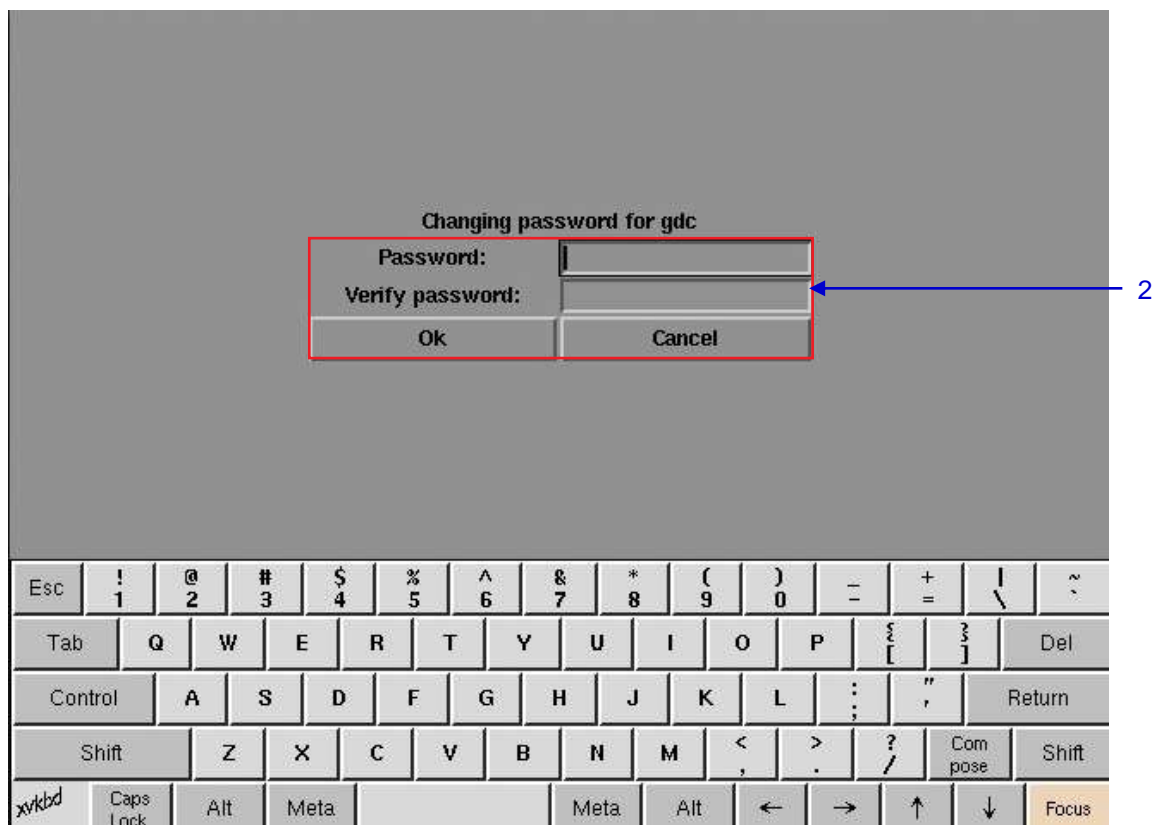 Changing password for gdc
Password:
Verify password:
2
Ok Cancel
Esc ! 1 @ 2 # 3 $ 4 % 5 ^ 6 & 7 * 8 ( 9 ) 0 _ - + = | \ ~ `
Tab Q W E R T Y U I O P { [ } ] Del
Control A S D F G H J K L : ; " ' Return
Shift Z X C V B N M < , > . ? / Com pose Shift
xvkbd Caps Lock Alt Meta Meta Alt ← → ↑ ↓ Focus